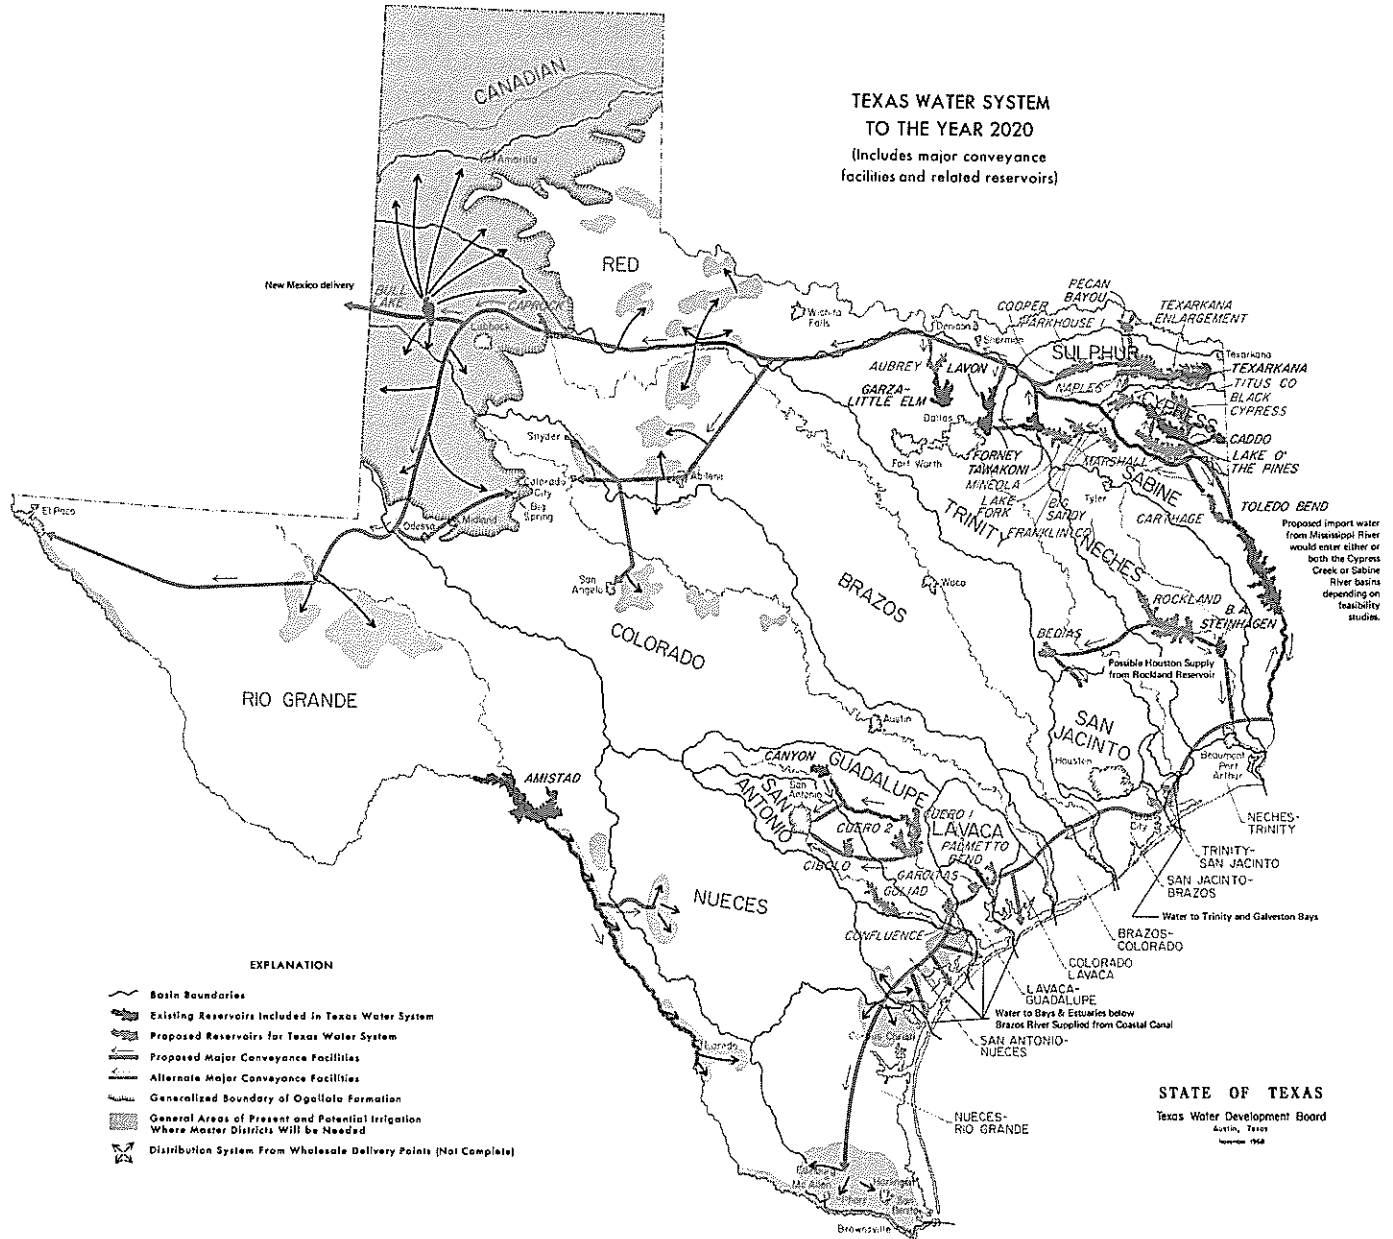 TEXAS WATER SYSTEM
TO THE YEAR 2020
(Includes major conveyance
facilities and related reservoirs)
CANADIAN
Amarillo
RED
New Mexico delivery
BULL
LAKE
CAPROCK
Lubbock
Wichita
Falls
Denison
Sherman
COOPER
PARKHOUSE I
PECAN
BAYOU
TEXARKANA
ENLARGEMENT
SULPHUR
Texarkana
TEXARKANA
TITUS CO
BLACK
CYPRESS
NAPLES
CYPRESS
CADDO
LAKE O'
THE PINES
MARSHALL
AUBREY
LAVON
GARZA-
LITTLE ELM
Dallas
Fort Worth
FORNEY
TAWAKONI
MINEOLA
LAKE
FORK
BIG
SANDY
FRANKLIN CO
Tyler
SABINE
CARTHAGE
TOLEDO BEND
Proposed import water
from Mississippi River
would enter either or
both the Cypress
Creek or Sabine
River basins
depending on
feasibility
studies.
Snyder
Colorado
City
Big
Spring
Abilene
Odessa
Midland
El Paso
San
Angelo
TRINITY
NECHES
BRAZOS
Waco
ROCKLAND
B. A.
STEINHAGEN
BEDIAS
Possible Houston Supply
from Rockland Reservoir
COLORADO
RIO GRANDE
Austin
SAN
JACINTO
Houston
Beaumont
Port
Arthur
AMISTAD
CANYON
GUADALUPE
SAN
ANTONIO
San
Antonio
CUERO 1
CUERO 2
LAVACA
PALMETTO
BEND
CIBOLO
GARCITAS
GOLIAD
Texas
City
NECHES-
TRINITY
TRINITY-
SAN JACINTO
SAN JACINTO-
BRAZOS
Water to Trinity and Galveston Bays
NUECES
CONFLUENCE
BRAZOS-
COLORADO
COLORADO
LAVACA
LAVACA-
GUADALUPE
Water to Bays & Estuaries below
Brazos River Supplied from Coastal Canal
SAN ANTONIO-
NUECES
Corpus Christi
Laredo
NUECES-
RIO GRANDE
McAllen
Harlingen
San
Benito
Brownsville
EXPLANATION
Basin Boundaries
Existing Reservoirs Included in Texas Water System
Proposed Reservoirs for Texas Water System
Proposed Major Conveyance Facilities
Alternate Major Conveyance Facilities
Generalized Boundary of Ogallala Formation
General Areas of Present and Potential Irrigation
Where Master Districts Will be Needed
Distribution System From Wholesale Delivery Points (Not Complete)
STATE OF TEXAS
Texas Water Development Board
Austin, Texas
November 1968